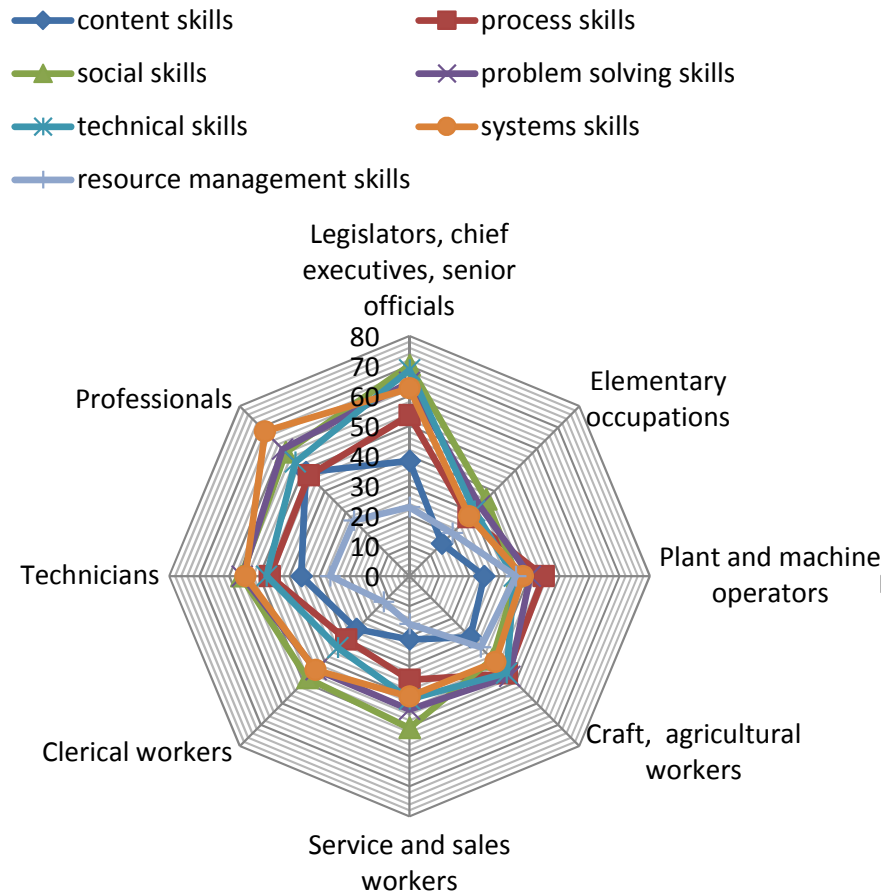 content skills
process skills
social skills
problem solving skills
technical skills
systems skills
resource management skills
Legislators, chief
executives, senior
officials
80
70
60
50
40
30
20
10
0
Elementary
occupations
Professionals
Plant and machine
operators
Technicians
Craft, agricultural
workers
Clerical workers
Service and sales
workers